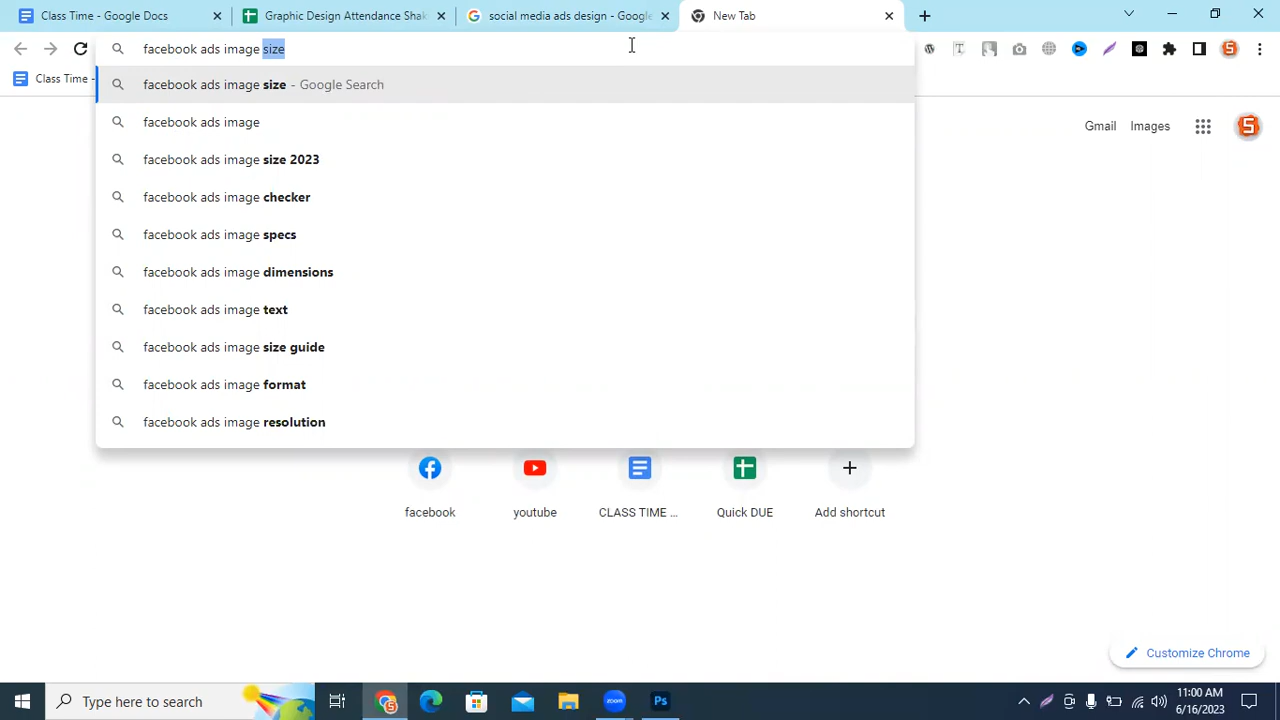 Class Time - Google Docs
Graphic Design Attendance Shak
social media ads design - Google
New Tab
facebook ads image size
Class Time -
facebook ads image size - Google Search
facebook ads image
facebook ads image size 2023
facebook ads image checker
facebook ads image specs
facebook ads image dimensions
facebook ads image text
facebook ads image size guide
facebook ads image format
facebook ads image resolution
Gmail Images
facebook
youtube
CLASS TIME ...
Quick DUE
Add shortcut
Customize Chrome
Type here to search
zoom
Ps
11:00 AM
6/16/2023